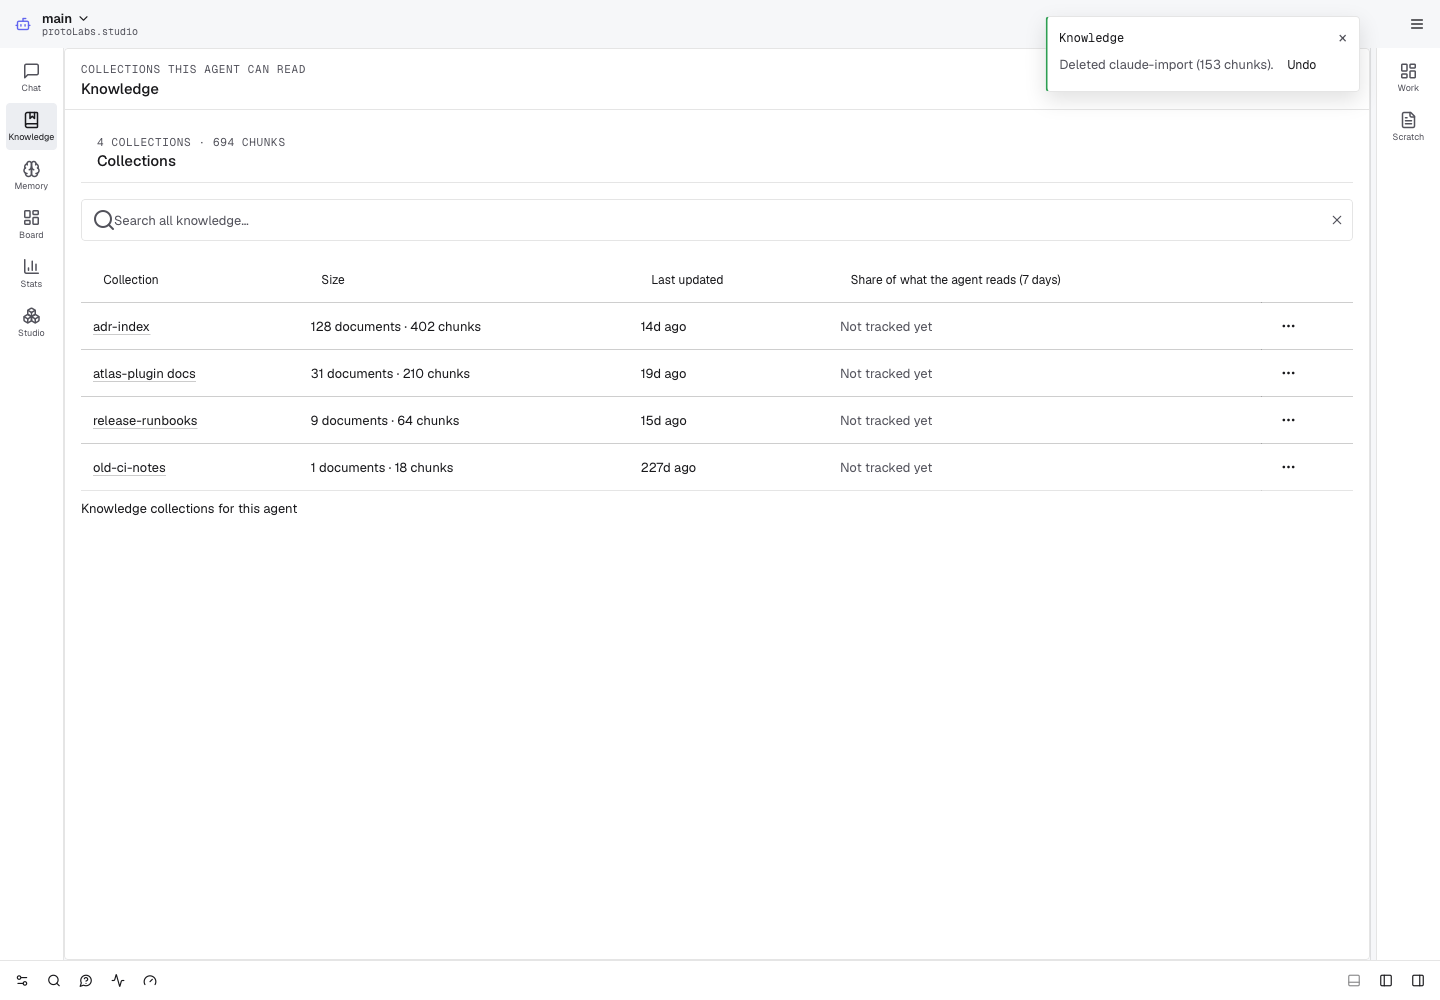 main
protoLabs.studio
Knowledge
Deleted claude-import (153 chunks). Undo
Chat
Knowledge
Memory
Board
Stats
Studio
COLLECTIONS THIS AGENT CAN READ
Knowledge
4 COLLECTIONS · 694 CHUNKS
Collections
Search all knowledge…
Collection Size Last updated Share of what the agent reads (7 days)
adr-index 128 documents · 402 chunks 14d ago Not tracked yet
atlas-plugin docs 31 documents · 210 chunks 19d ago Not tracked yet
release-runbooks 9 documents · 64 chunks 15d ago Not tracked yet
old-ci-notes 1 documents · 18 chunks 227d ago Not tracked yet
Knowledge collections for this agent
Work
Scratch